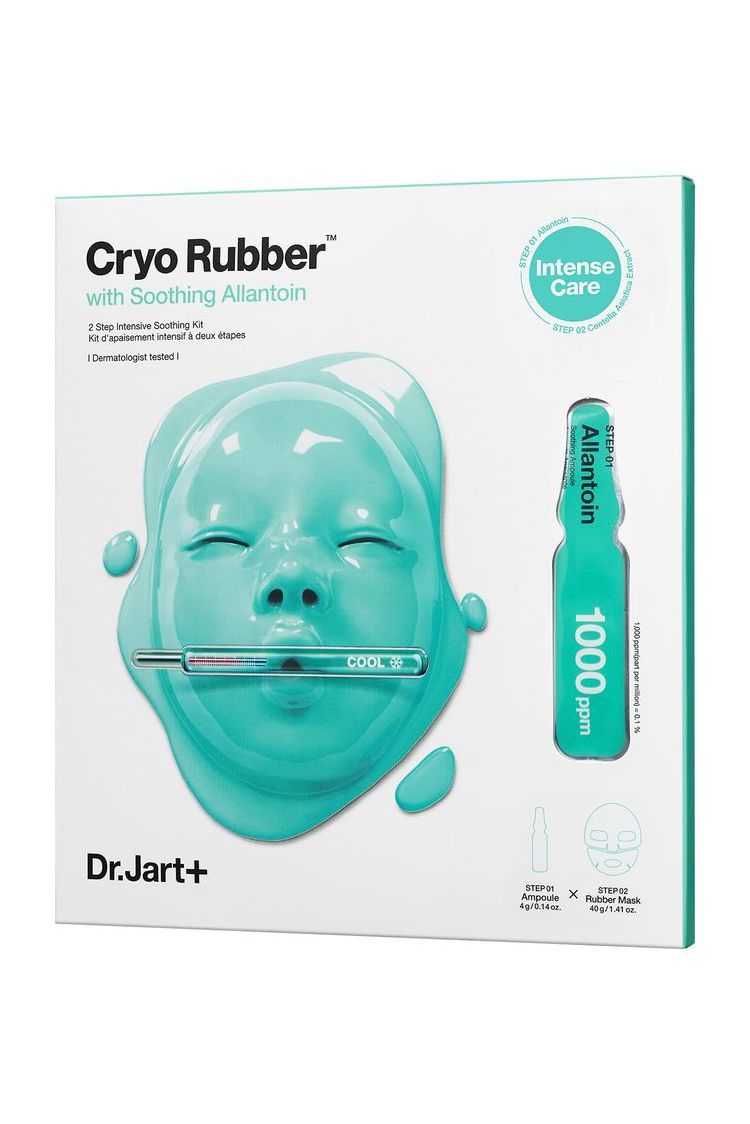 Cryo Rubber™
with Soothing Allantoin
2 Step Intensive Soothing Kit
Kit d'apaisement intensif à deux étapes
I Dermatologist tested I
STEP 01 Allantoin
Intense
Care
STEP 02 Centella Asiatica Extract
STEP 01
Allantoin
Soothing Ampoule
1000 ppm
1,000 ppm(part per million) = 0.1 %
COOL
Dr.Jart+
STEP 01
Ampoule
4 g / 0.14 oz.
×
STEP 02
Rubber Mask
40 g / 1.41 oz.